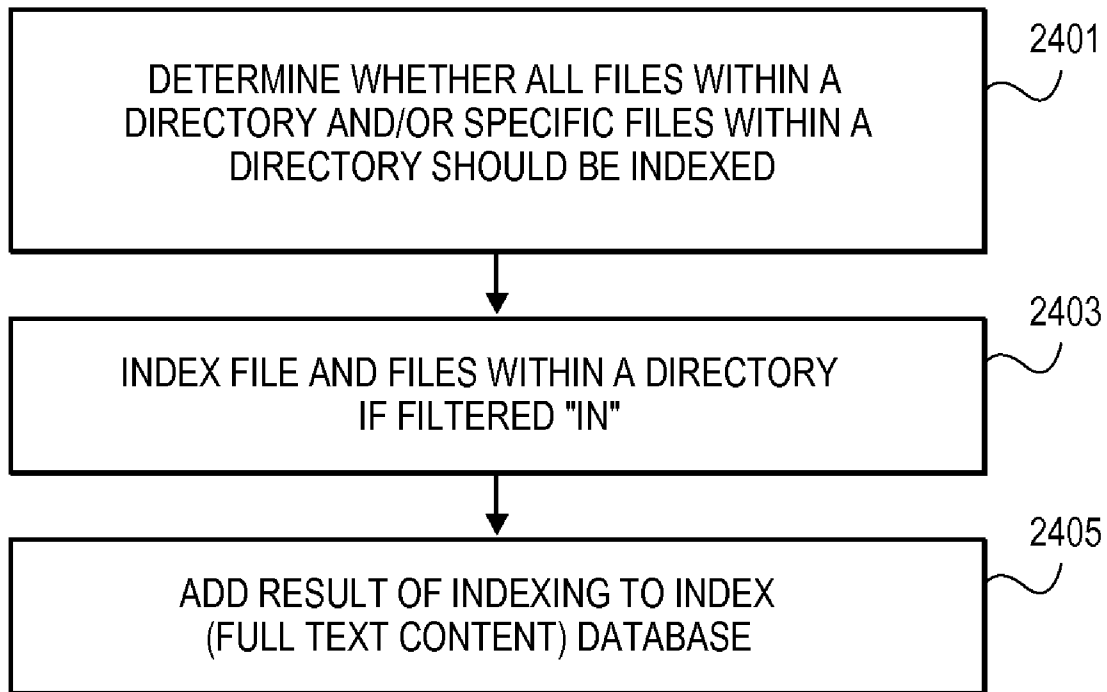 2401
DETERMINE WHETHER ALL FILES WITHIN A
DIRECTORY AND/OR SPECIFIC FILES WITHIN A
DIRECTORY SHOULD BE INDEXED
2403
INDEX FILE AND FILES WITHIN A DIRECTORY
IF FILTERED "IN"
2405
ADD RESULT OF INDEXING TO INDEX
(FULL TEXT CONTENT) DATABASE